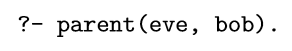 ?- parent(eve, bob).